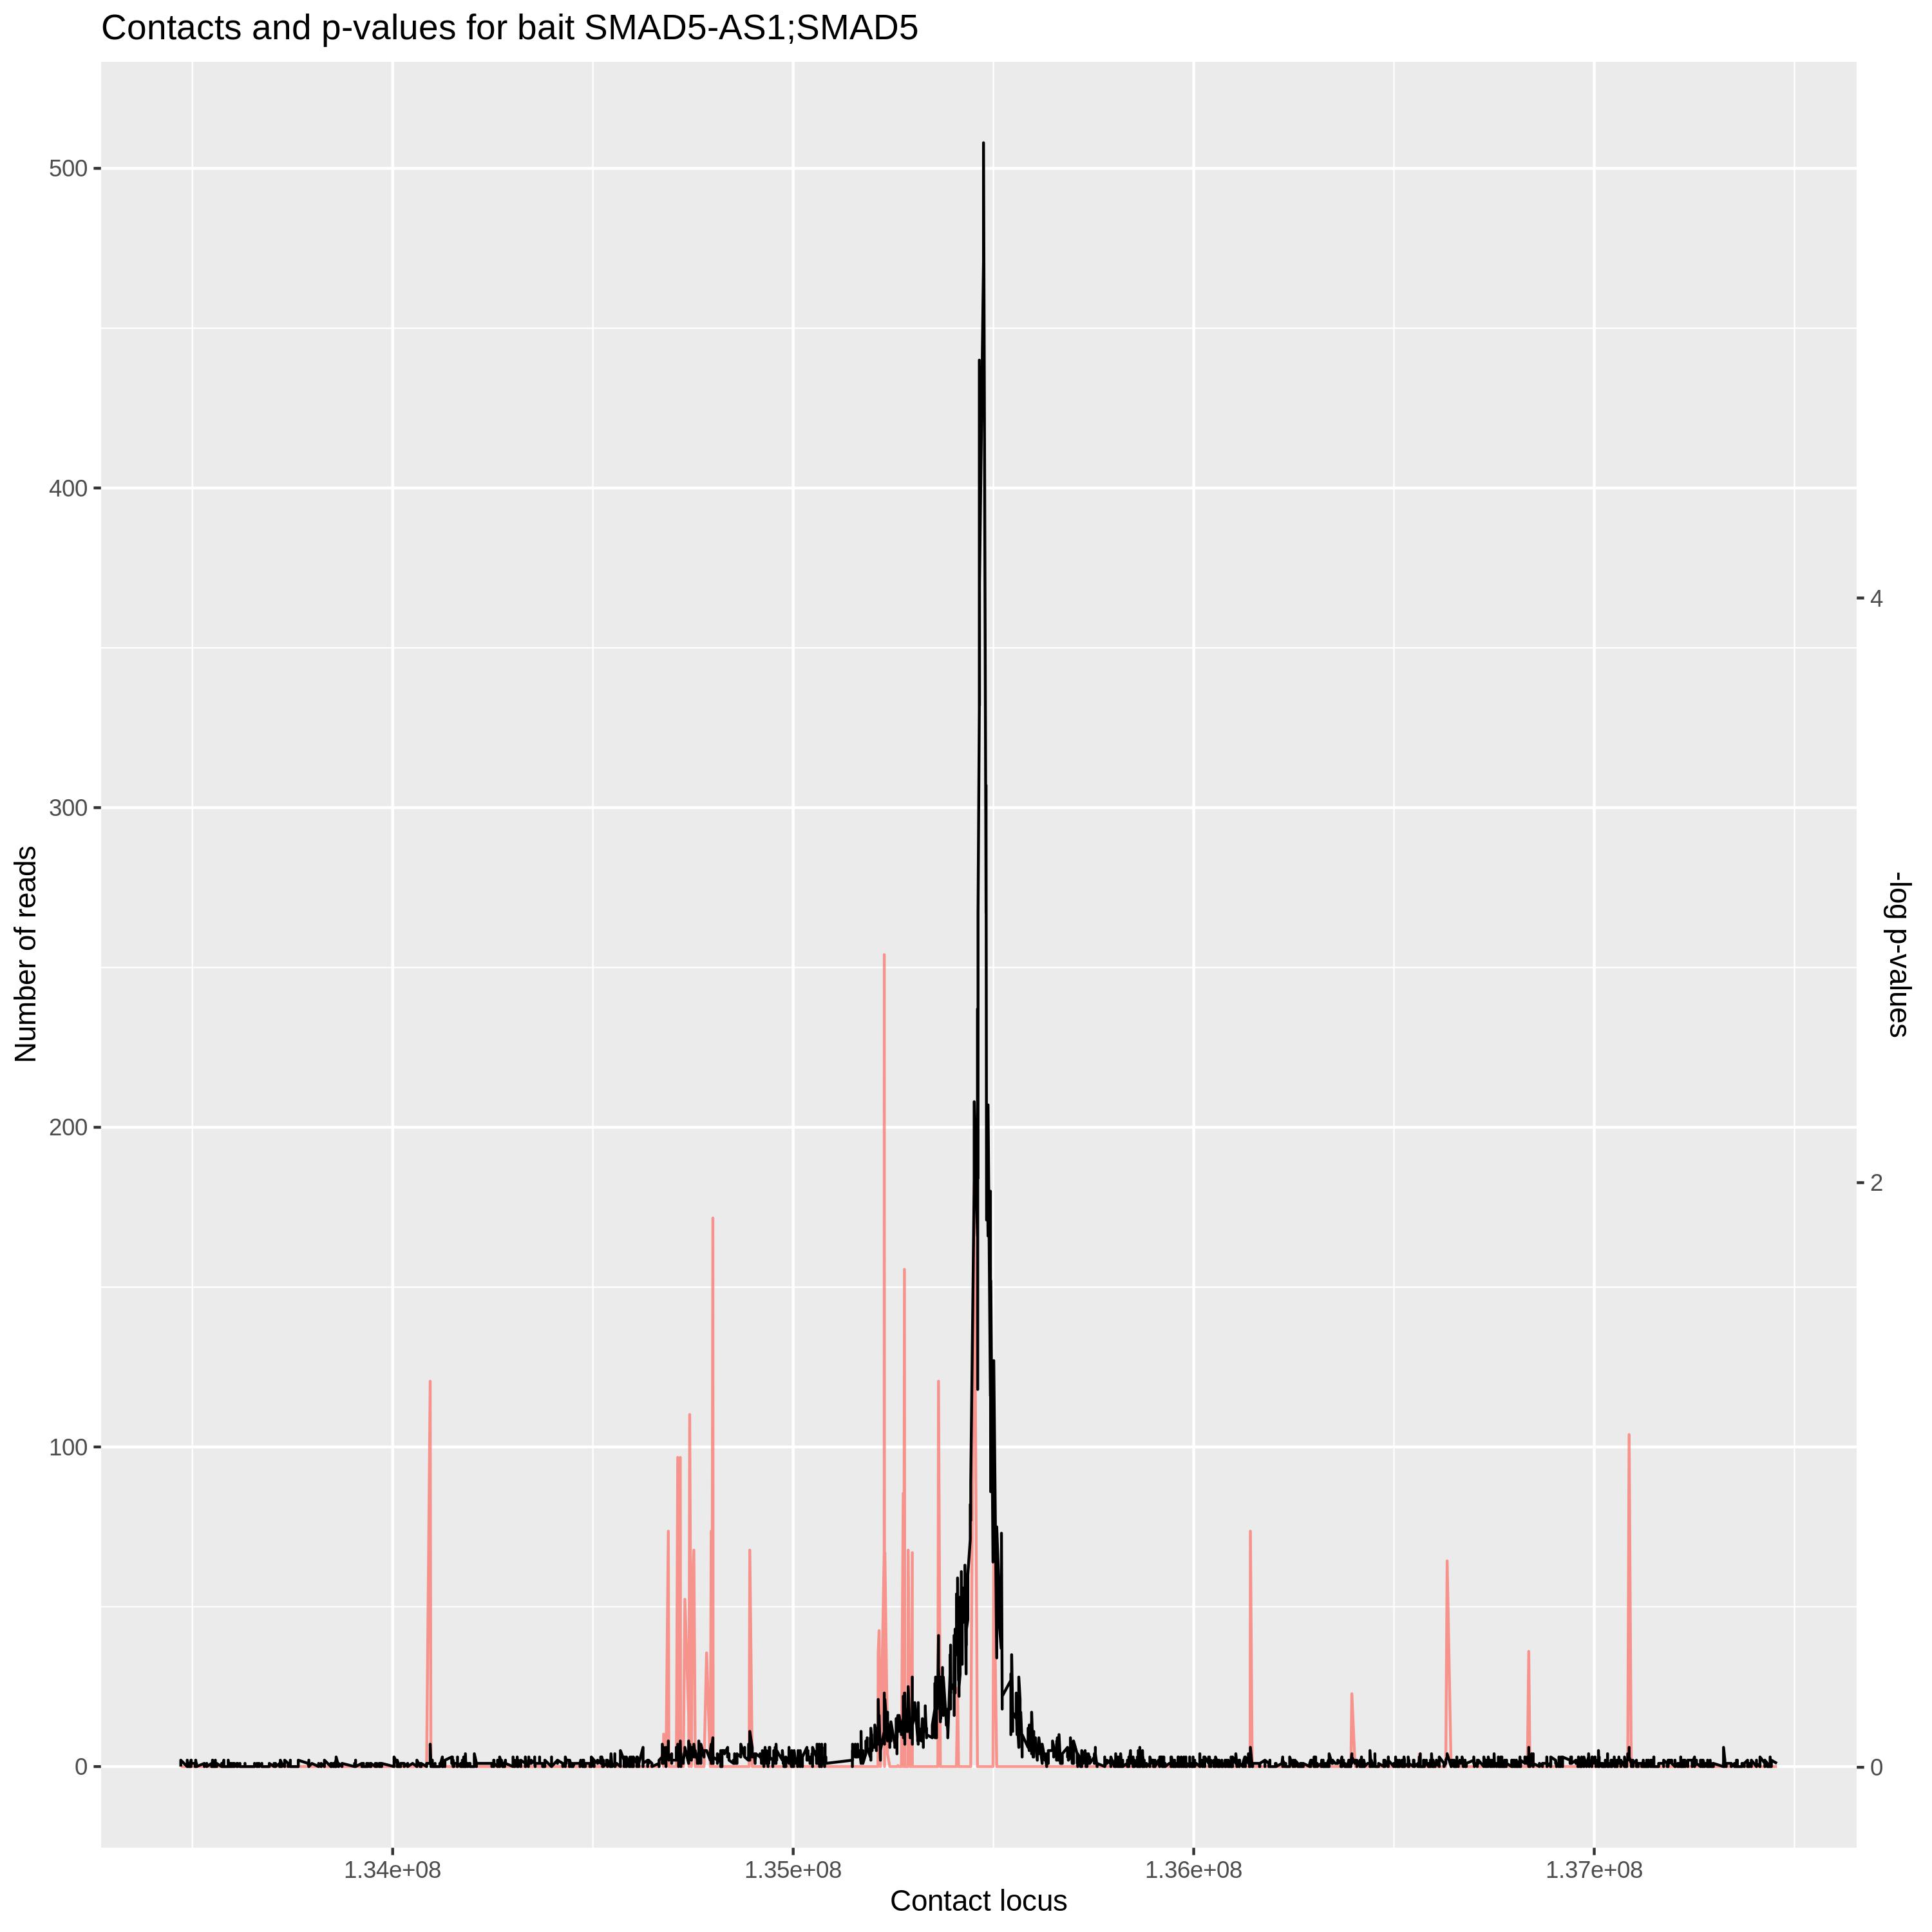 Contacts and p-values for bait SMAD5-AS1;SMAD5
500
400
300
200
100
0
Number of reads
4
2
0
-log p-values
1.34e+08
1.35e+08
1.36e+08
1.37e+08
Contact locus